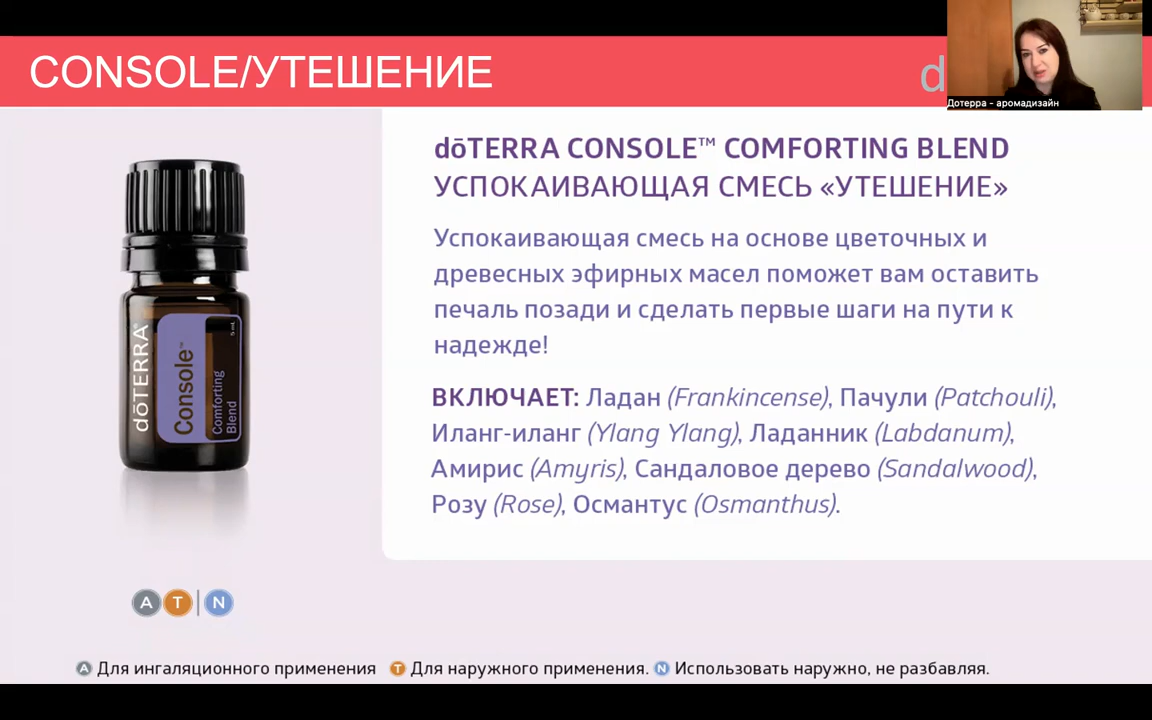 CONSOLE/УТЕШЕНИЕ
d
Дотерра - аромадизайн
dōTERRA CONSOLE™ COMFORTING BLEND
УСПОКАИВАЮЩАЯ СМЕСЬ «УТЕШЕНИЕ»
Успокаивающая смесь на основе цветочных и
древесных эфирных масел поможет вам оставить
печаль позади и сделать первые шаги на пути к
надежде!
ВКЛЮЧАЕТ: Ладан (Frankincense), Пачули (Patchouli),
Иланг-иланг (Ylang Ylang), Ладанник (Labdanum),
Амирис (Amyris), Сандаловое дерево (Sandalwood),
Розу (Rose), Османтус (Osmanthus).
dōTERRA®
Console™
Comforting
Blend
5 mL
A T | N
A Для ингаляционного применения T Для наружного применения. N Использовать наружно, не разбавляя.